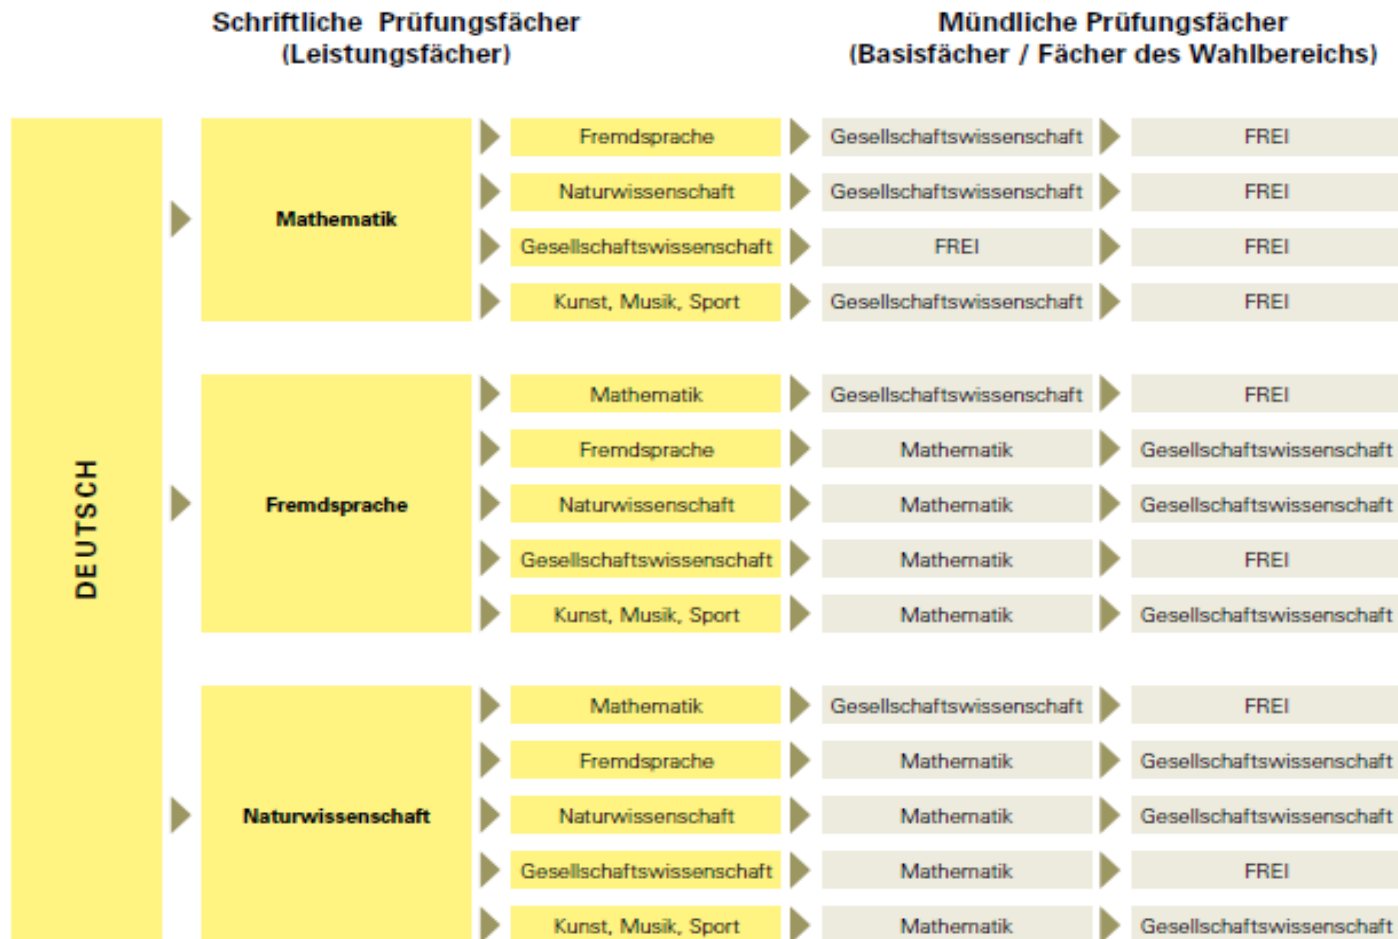 Schriftliche Prüfungsfächer
(Leistungsfächer)
Mündliche Prüfungsfächer
(Basisfächer / Fächer des Wahlbereichs)
DEUTSCH
Mathematik
Fremdsprache Gesellschaftswissenschaft FREI
Naturwissenschaft Gesellschaftswissenschaft FREI
Gesellschaftswissenschaft FREI FREI
Kunst, Musik, Sport Gesellschaftswissenschaft FREI
Fremdsprache
Mathematik Gesellschaftswissenschaft FREI
Fremdsprache Mathematik Gesellschaftswissenschaft
Naturwissenschaft Mathematik Gesellschaftswissenschaft
Gesellschaftswissenschaft Mathematik FREI
Kunst, Musik, Sport Mathematik Gesellschaftswissenschaft
Naturwissenschaft
Mathematik Gesellschaftswissenschaft FREI
Fremdsprache Mathematik Gesellschaftswissenschaft
Naturwissenschaft Mathematik Gesellschaftswissenschaft
Gesellschaftswissenschaft Mathematik FREI
Kunst, Musik, Sport Mathematik Gesellschaftswissenschaft